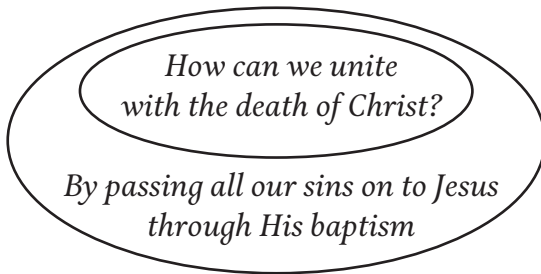 How can we unite
with the death of Christ?
By passing all our sins on to Jesus
through His baptism